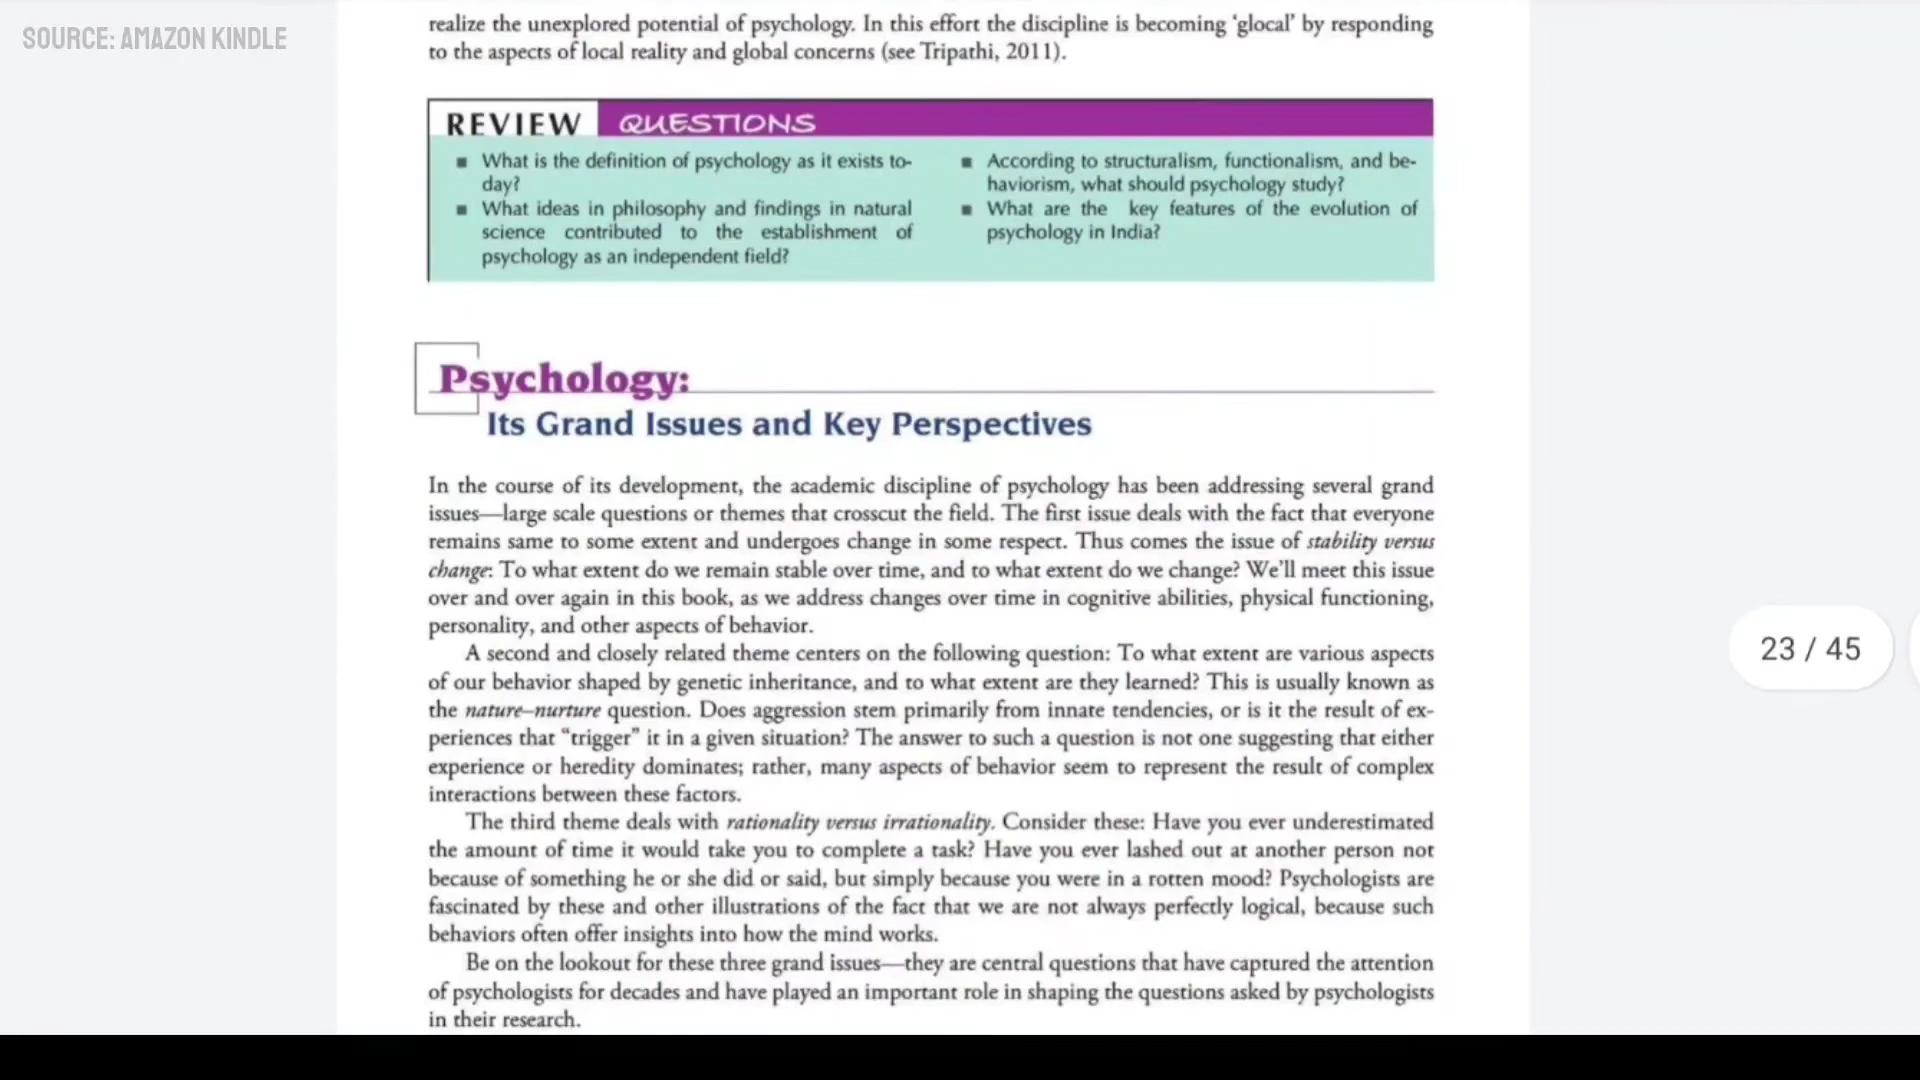 SOURCE: AMAZON KINDLE
realize the unexplored potential of psychology. In this effort the discipline is becoming ‘glocal’ by responding
to the aspects of local reality and global concerns (see Tripathi, 2011).
REVIEW QUESTIONS
■ What is the definition of psychology as it exists to-
day?
■ What ideas in philosophy and findings in natural
science contributed to the establishment of
psychology as an independent field?
■ According to structuralism, functionalism, and be-
haviorism, what should psychology study?
■ What are the key features of the evolution of
psychology in India?
Psychology:
Its Grand Issues and Key Perspectives
In the course of its development, the academic discipline of psychology has been addressing several grand
issues—large scale questions or themes that crosscut the field. The first issue deals with the fact that everyone
remains same to some extent and undergoes change in some respect. Thus comes the issue of stability versus
change: To what extent do we remain stable over time, and to what extent do we change? We’ll meet this issue
over and over again in this book, as we address changes over time in cognitive abilities, physical functioning,
personality, and other aspects of behavior.
A second and closely related theme centers on the following question: To what extent are various aspects
of our behavior shaped by genetic inheritance, and to what extent are they learned? This is usually known as
the nature–nurture question. Does aggression stem primarily from innate tendencies, or is it the result of ex-
periences that “trigger” it in a given situation? The answer to such a question is not one suggesting that either
experience or heredity dominates; rather, many aspects of behavior seem to represent the result of complex
interactions between these factors.
The third theme deals with rationality versus irrationality. Consider these: Have you ever underestimated
the amount of time it would take you to complete a task? Have you ever lashed out at another person not
because of something he or she did or said, but simply because you were in a rotten mood? Psychologists are
fascinated by these and other illustrations of the fact that we are not always perfectly logical, because such
behaviors often offer insights into how the mind works.
Be on the lookout for these three grand issues—they are central questions that have captured the attention
of psychologists for decades and have played an important role in shaping the questions asked by psychologists
in their research.
23 / 45